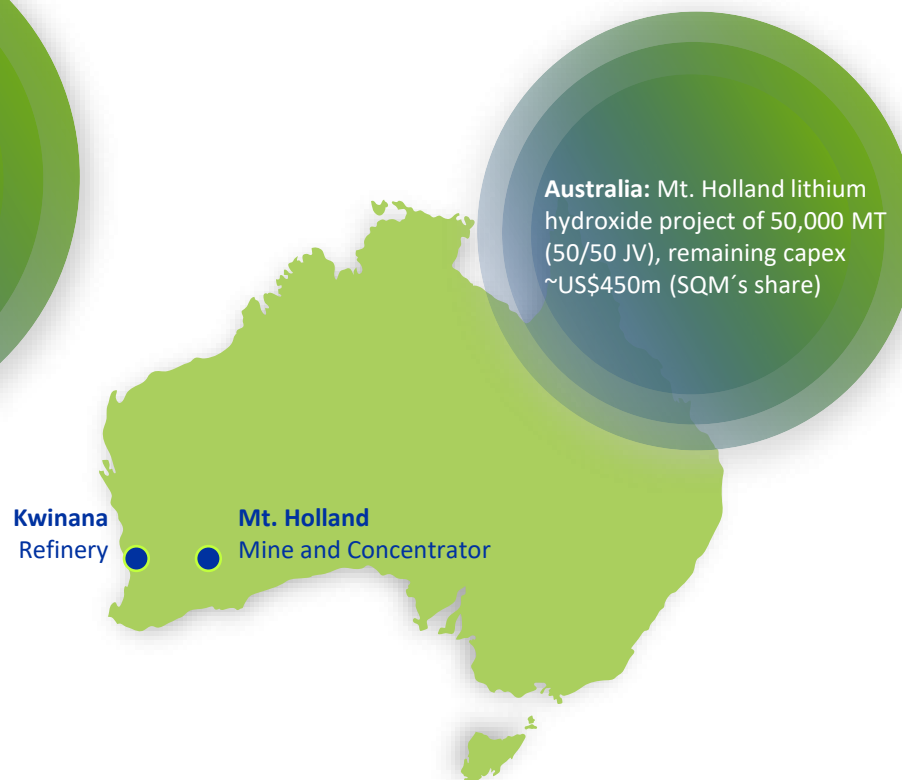 Australia: Mt. Holland lithium
hydroxide project of 50,000 MT
(50/50 JV), remaining capex
~US$450m (SQM´s share)
Kwinana
Refinery
Mt. Holland
Mine and Concentrator